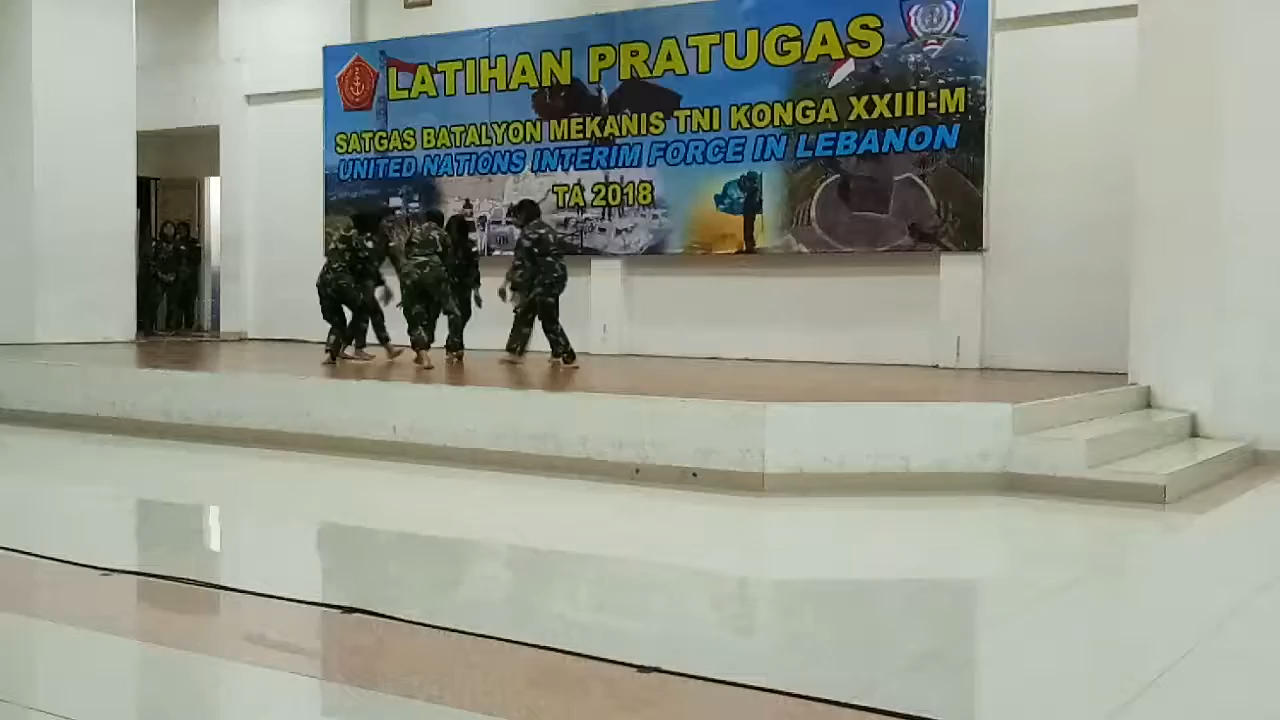 LATIHAN PRATUGAS
SATGAS BATALYON MEKANIS TNI KONGA XXIII-M
UNITED NATIONS INTERIM FORCE IN LEBANON
TA 2018